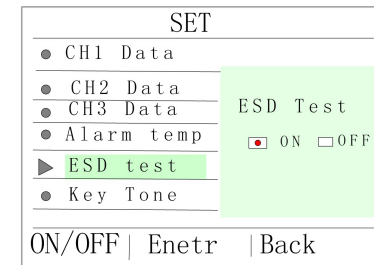 SET
CH1 Data
CH2 Data
CH3 Data
Alarm temp
ESD test
Key Tone
ESD Test
ON OFF
ON/OFF| Enetr |Back